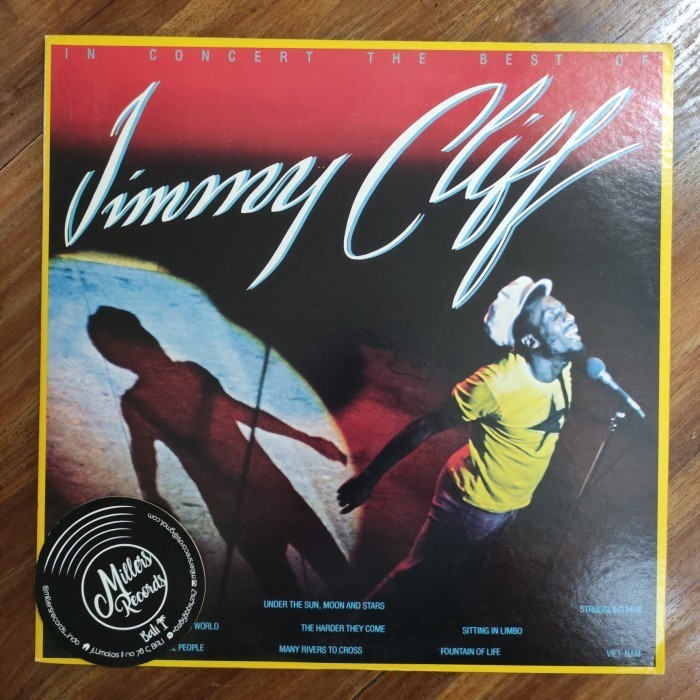 IN CONCERT THE BEST OF
Jimmy Cliff
UNDER THE SUN, MOON AND STARS
STRUGGLING MAN
WORLD
THE HARDER THEY COME
SITTING IN LIMBO
PEOPLE
MANY RIVERS TO CROSS
FOUNTAIN OF LIFE
VIET NAM
Millers
Records
Bali
@millersrecords_indo